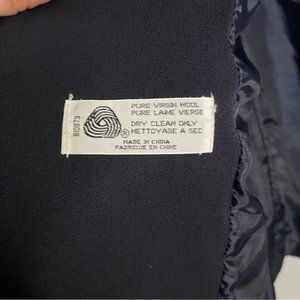 810873
PURE VIRGIN WOOL
PURE LAINE VIERGE
DRY CLEAN ONLY
NETTOYAGE A SEC
MADE IN CHINA
FABRIQUE EN CHINE